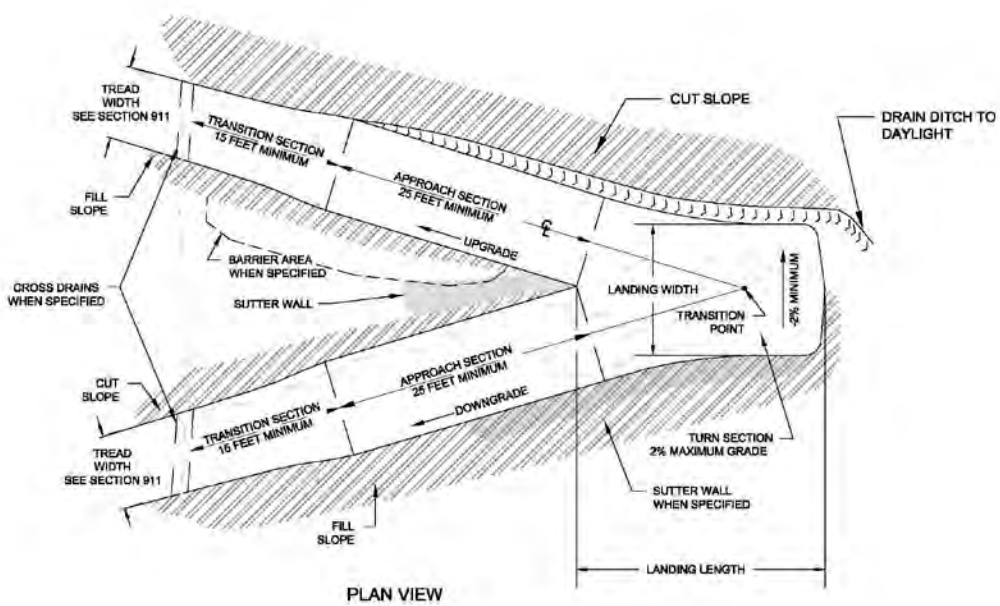 TREAD
WIDTH
SEE SECTION 911
FILL
SLOPE
TRANSITION SECTION
15 FEET MINIMUM
APPROACH SECTION
25 FEET MINIMUM
CUT SLOPE
DRAIN DITCH TO
DAYLIGHT
UPGRADE
BARRIER AREA
WHEN SPECIFIED
SUTTER WALL
CROSS DRAINS
WHEN SPECIFIED
LANDING WIDTH
-2% MINIMUM
TRANSITION
POINT
CUT
SLOPE
APPROACH SECTION
25 FEET MINIMUM
DOWNGRADE
TRANSITION SECTION
15 FEET MINIMUM
TREAD
WIDTH
SEE SECTION 911
TURN SECTION
2% MAXIMUM GRADE
SUTTER WALL
WHEN SPECIFIED
FILL
SLOPE
LANDING LENGTH
PLAN VIEW